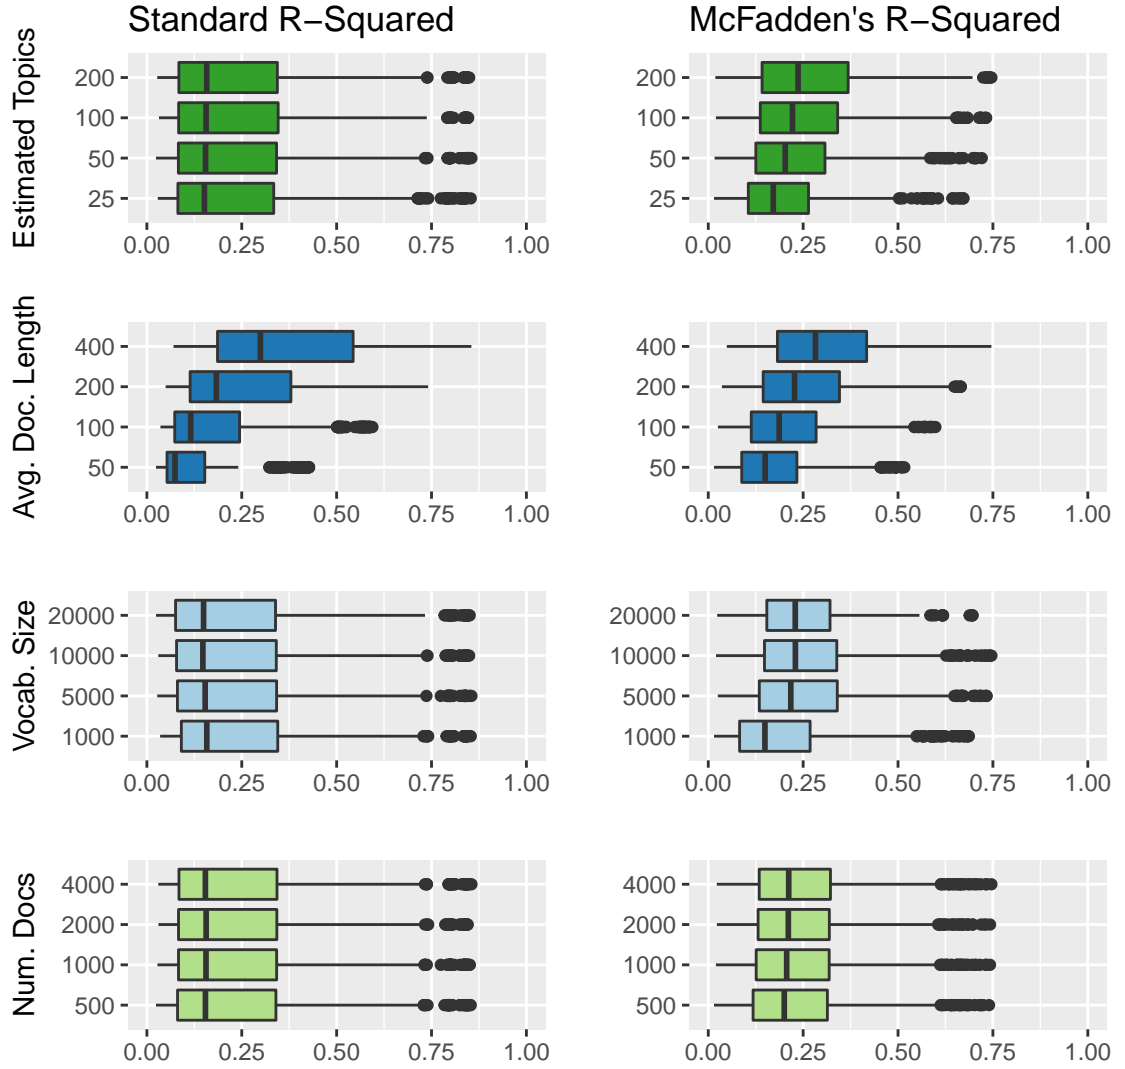 Standard R−Squared
McFadden's R−Squared
Estimated Topics
200
100
50
25
0.00 0.25 0.50 0.75 1.00
200
100
50
25
0.00 0.25 0.50 0.75 1.00
Avg. Doc. Length
400
200
100
50
0.00 0.25 0.50 0.75 1.00
400
200
100
50
0.00 0.25 0.50 0.75 1.00
Vocab. Size
20000
10000
5000
1000
0.00 0.25 0.50 0.75 1.00
20000
10000
5000
1000
0.00 0.25 0.50 0.75 1.00
Num. Docs
4000
2000
1000
500
0.00 0.25 0.50 0.75 1.00
4000
2000
1000
500
0.00 0.25 0.50 0.75 1.00